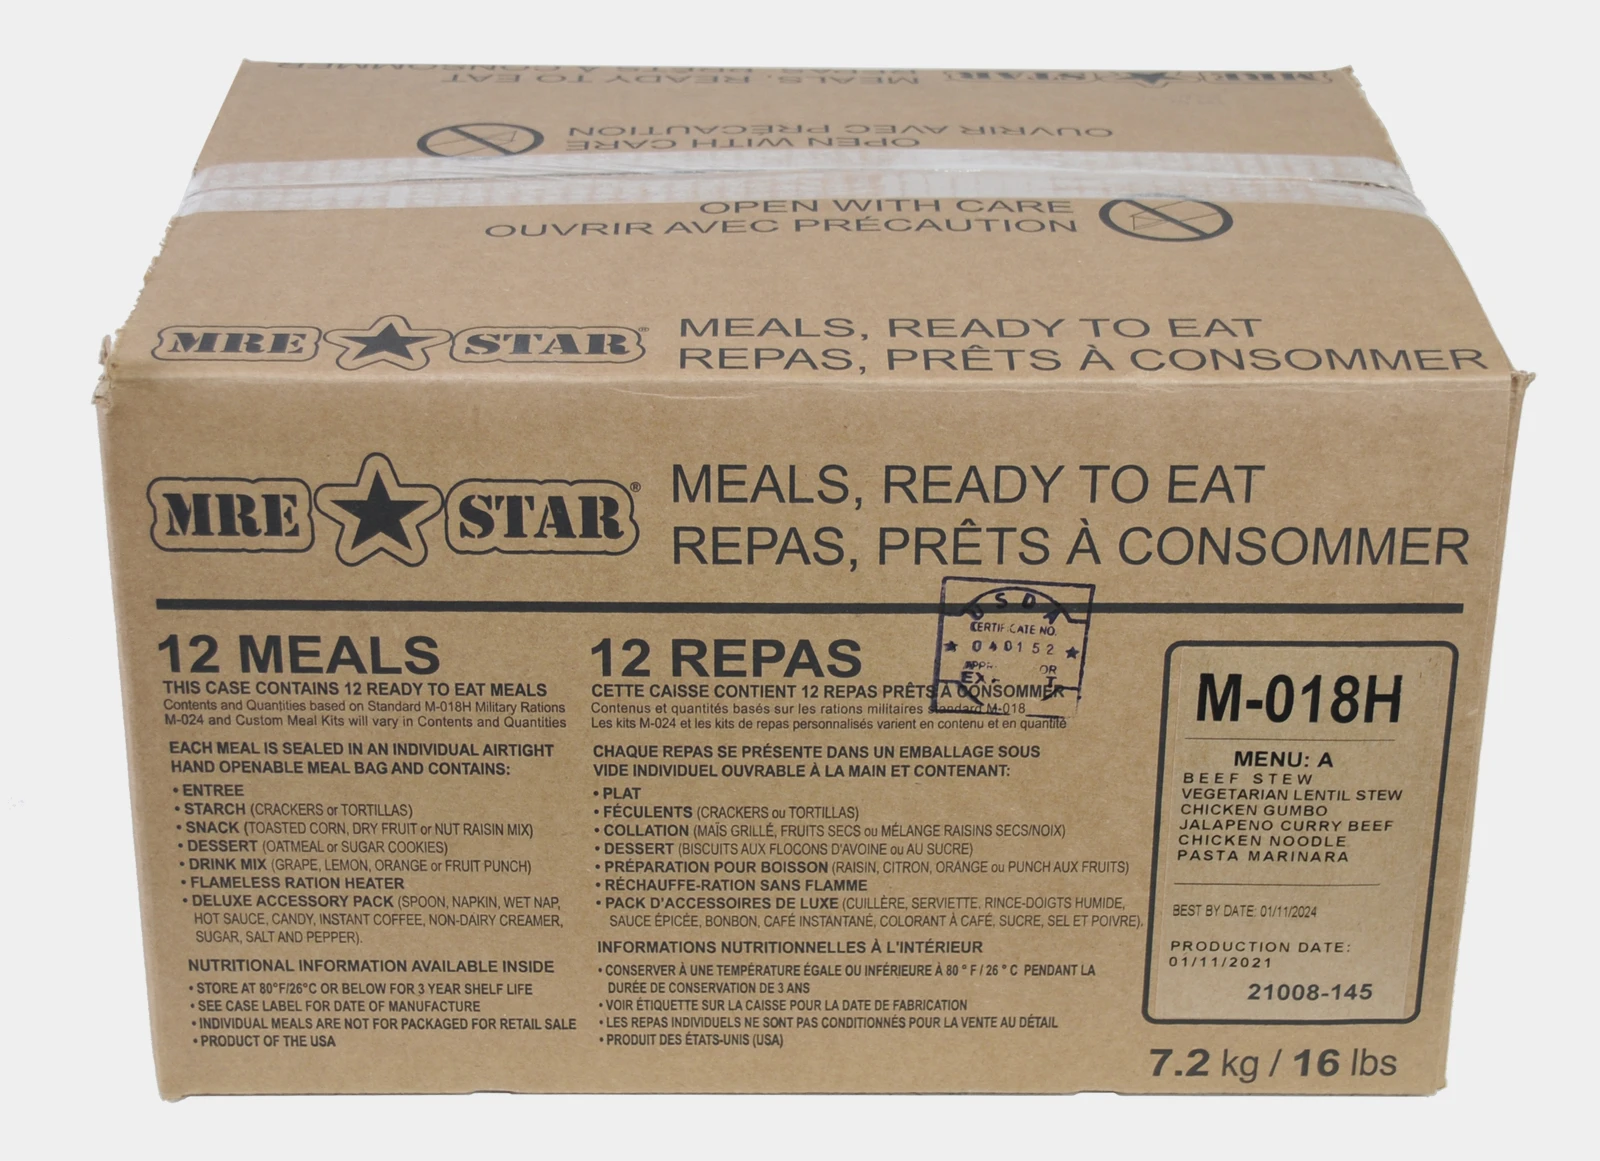 MEALS, READY TO EAT
REPAS, PRÊTS À CONSOMMER
MRE STAR
OPEN WITH CARE
OUVRIR AVEC PRÉCAUTION
OPEN WITH CARE
OUVRIR AVEC PRÉCAUTION
MRE STAR®
MEALS, READY TO EAT
REPAS, PRÊTS À CONSOMMER
MRE STAR®
MEALS, READY TO EAT
REPAS, PRÊTS À CONSOMMER
12 MEALS
THIS CASE CONTAINS 12 READY TO EAT MEALS
Contents and Quantities based on Standard M-018H Military Rations
M-024 and Custom Meal Kits will vary in Contents and Quantities
EACH MEAL IS SEALED IN AN INDIVIDUAL AIRTIGHT
HAND OPENABLE MEAL BAG AND CONTAINS:
• ENTREE
• STARCH (CRACKERS or TORTILLAS)
• SNACK (TOASTED CORN, DRY FRUIT or NUT RAISIN MIX)
• DESSERT (OATMEAL or SUGAR COOKIES)
• DRINK MIX (GRAPE, LEMON, ORANGE or FRUIT PUNCH)
• FLAMELESS RATION HEATER
• DELUXE ACCESSORY PACK (SPOON, NAPKIN, WET NAP,
HOT SAUCE, CANDY, INSTANT COFFEE, NON-DAIRY CREAMER,
SUGAR, SALT AND PEPPER).
NUTRITIONAL INFORMATION AVAILABLE INSIDE
• STORE AT 80°F/26°C OR BELOW FOR 3 YEAR SHELF LIFE
• SEE CASE LABEL FOR DATE OF MANUFACTURE
• INDIVIDUAL MEALS ARE NOT FOR PACKAGED FOR RETAIL SALE
• PRODUCT OF THE USA
12 REPAS
CETTE CAISSE CONTIENT 12 REPAS PRÊTS À CONSOMMER
Contenus et quantités basés sur les rations militaires standard M-018
Les kits M-024 et les kits de repas personnalisés varient en contenu et en quantité
CHAQUE REPAS SE PRÉSENTE DANS UN EMBALLAGE SOUS
VIDE INDIVIDUEL OUVRABLE À LA MAIN ET CONTENANT:
• PLAT
• FÉCULENTS (CRACKERS ou TORTILLAS)
• COLLATION (MAÏS GRILLÉ, FRUITS SECS ou MÉLANGE RAISINS SECS/NOIX)
• DESSERT (BISCUITS AUX FLOCONS D'AVOINE ou AU SUCRE)
• PRÉPARATION POUR BOISSON (RAISIN, CITRON, ORANGE ou PUNCH AUX FRUITS)
• RÉCHAUFFE-RATION SANS FLAMME
• PACK D'ACCESSOIRES DE LUXE (CUILLÈRE, SERVIETTE, RINCE-DOIGTS HUMIDE,
SAUCE ÉPICÉE, BONBON, CAFÉ INSTANTANÉ, COLORANT À CAFÉ, SUCRE, SEL ET POIVRE).
INFORMATIONS NUTRITIONNELLES À L'INTÉRIEUR
• CONSERVER À UNE TEMPÉRATURE ÉGALE OU INFÉRIEURE À 80 ° F / 26 ° C PENDANT LA
DURÉE DE CONSERVATION DE 3 ANS
• VOIR ÉTIQUETTE SUR LA CAISSE POUR LA DATE DE FABRICATION
• LES REPAS INDIVIDUELS NE SONT PAS CONDITIONNÉS POUR LA VENTE AU DÉTAIL
• PRODUIT DES ÉTATS-UNIS (USA)
USDA
CERTIFICATE NO.
★ 040152 ★
M-018H
MENU: A
BEEF STEW
VEGETARIAN LENTIL STEW
CHICKEN GUMBO
JALAPENO CURRY BEEF
CHICKEN NOODLE
PASTA MARINARA
BEST BY DATE: 01/11/2024
PRODUCTION DATE:
01/11/2021
21008-145
7.2 kg / 16 lbs